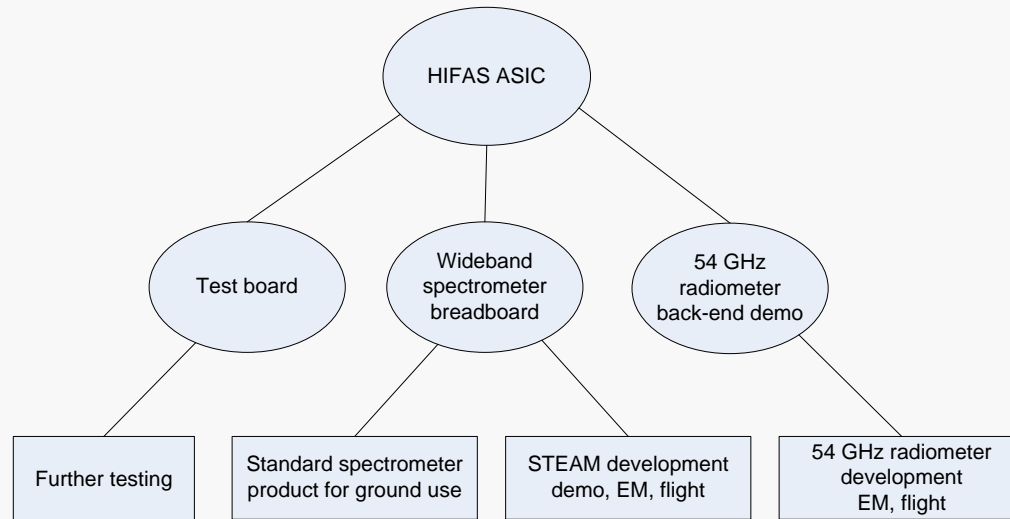 HIFAS ASIC
Test board
Wideband
spectrometer
breadboard
54 GHz
radiometer
back-end demo
Further testing
Standard spectrometer
product for ground use
STEAM development
demo, EM, flight
54 GHz radiometer
development
EM, flight